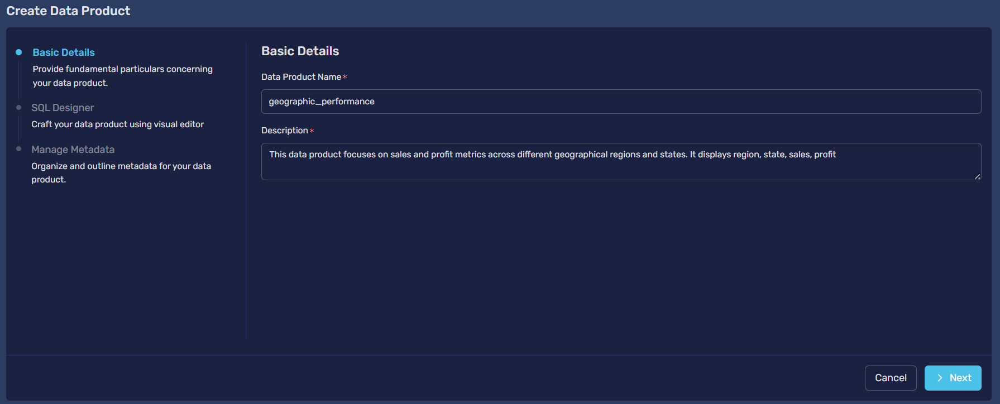 Create Data Product
Basic Details
Provide fundamental particulars concerning
your data product.
SQL Designer
Craft your data product using visual editor
Manage Metadata
Organize and outline metadata for your data
product.
Basic Details
Data Product Name*
geographic_performance
Description*
This data product focuses on sales and profit metrics across different geographical regions and states. It displays region, state, sales, profit
Cancel
Next